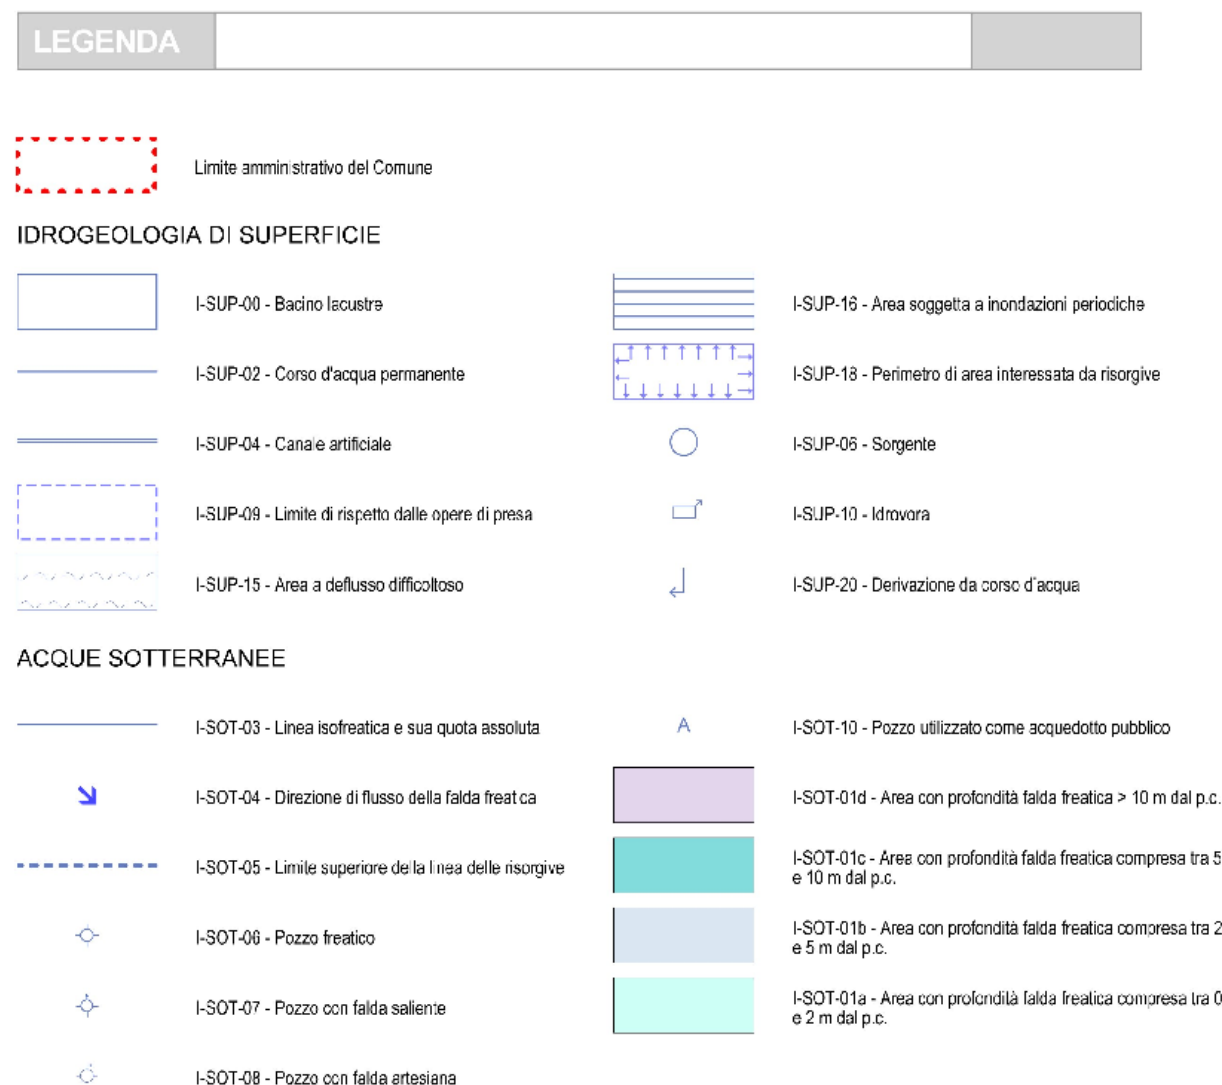 LEGENDA
Limite amministrativo del Comune
IDROGEOLOGIA DI SUPERFICIE
I-SUP-00 - Bacino lacustre
I-SUP-02 - Corso d'acqua permanente
I-SUP-04 - Canale artificiale
I-SUP-09 - Limite di rispetto dalle opere di presa
I-SUP-15 - Area a deflusso difficoltoso
I-SUP-16 - Area soggetta a inondazioni periodiche
I-SUP-18 - Perimetro di area interessata da risorgive
I-SUP-06 - Sorgente
I-SUP-10 - Idrovora
I-SUP-20 - Derivazione da corso d'acqua
ACQUE SOTTERRANEE
I-SOT-03 - Linea isofreatica e sua quota assoluta
I-SOT-04 - Direzione di flusso della falda freatica
I-SOT-05 - Limite superiore della linea delle risorgive
I-SOT-06 - Pozzo freatico
I-SOT-07 - Pozzo con falda saliente
I-SOT-08 - Pozzo con falda artesiana
A
I-SOT-10 - Pozzo utilizzato come acquedotto pubblico
I-SOT-01d - Area con profondità falda freatica > 10 m dal p.c.
I-SOT-01c - Area con profondità falda freatica compresa tra 5
e 10 m dal p.c.
I-SOT-01b - Area con profondità falda freatica compresa tra 2
e 5 m dal p.c.
I-SOT-01a - Area con profondità falda freatica compresa tra 0
e 2 m dal p.c.